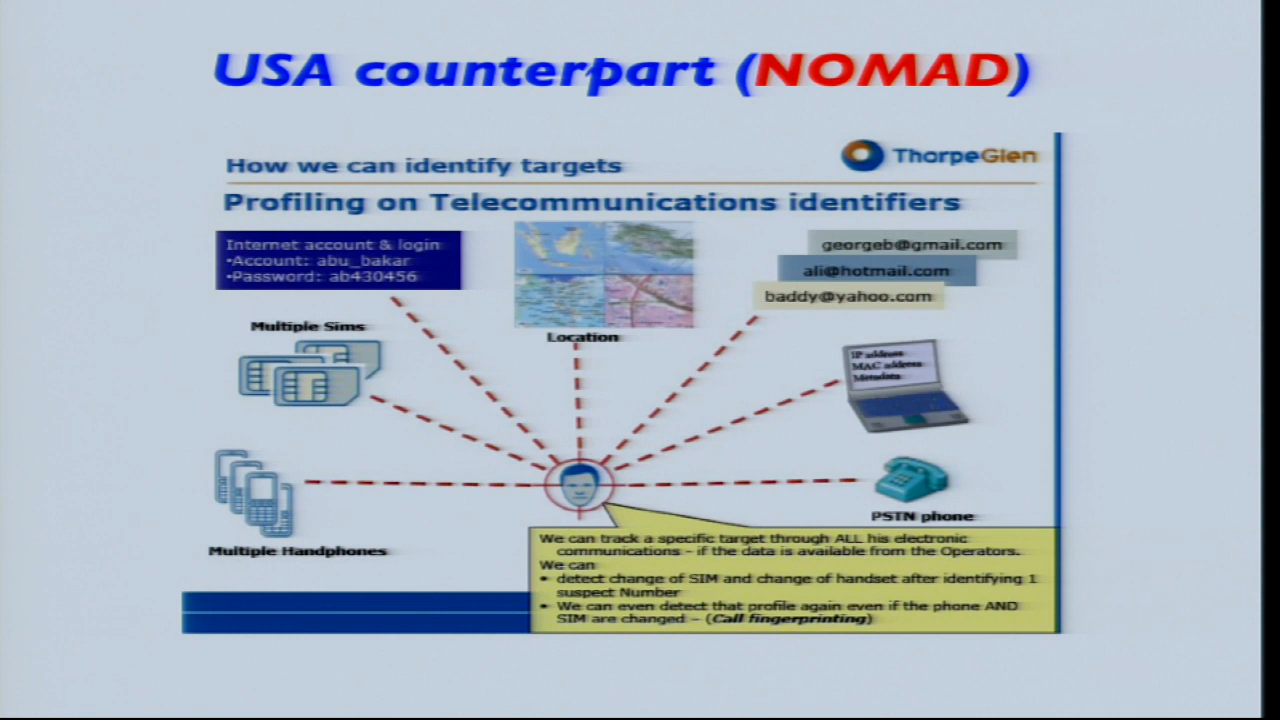 USA counterpart (NOMAD)
How we can identify targets
ThorpeGlen
Profiling on Telecommunications identifiers
Internet account & login
•Account: abu_bakar
•Password: ab430456
georgeb@gmail.com
ali@hotmail.com
baddy@yahoo.com
Multiple Sims
Location
IP address
MAC address
Metadata
PSTN phone
Multiple Handphones
We can track a specific target through ALL his electronic
communications – if the data is available from the Operators.
We can
• detect change of SIM and change of handset after identifying 1
suspect Number
• We can even detect that profile again even if the phone AND
SIM are changed – (Call fingerprinting)